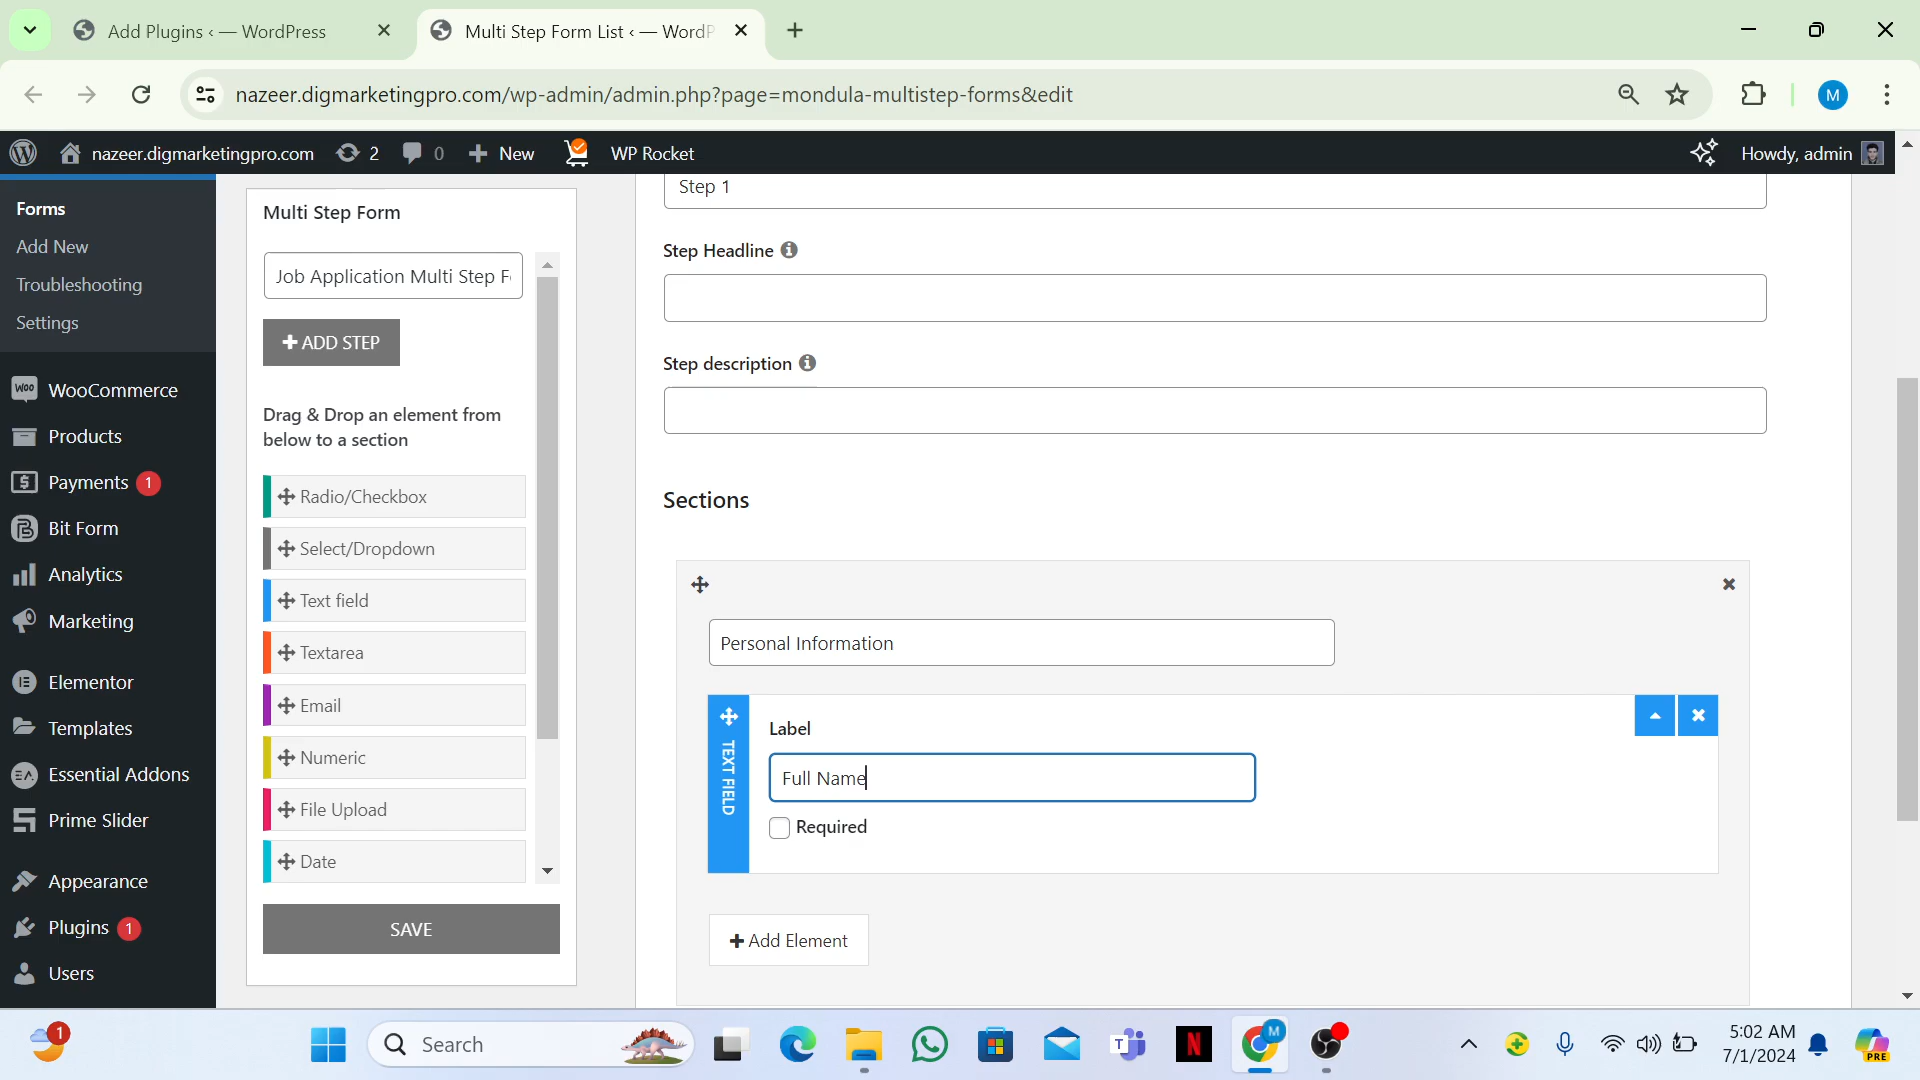 Add Plugins ‹ — WordPress
Multi Step Form List ‹ — WordP
nazeer.digmarketingpro.com/wp-admin/admin.php?page=mondula-multistep-forms&edit
M
nazeer.digmarketingpro.com
2
0
New
WP Rocket
Howdy, admin
Forms
Add New
Troubleshooting
Settings
WooCommerce
Products
Payments 1
Bit Form
Analytics
Marketing
Elementor
Templates
Essential Addons
Prime Slider
Appearance
Plugins 1
Users
Multi Step Form
Job Application Multi Step F
ADD STEP
Drag & Drop an element from
below to a section
Radio/Checkbox
Select/Dropdown
Text field
Textarea
Email
Numeric
File Upload
Date
SAVE
Step 1
Step Headline
Step description
Sections
Personal Information
TEXT FIELD
Label
Full Name
Required
Add Element
1
Search
M
5:02 AM
7/1/2024
PRE